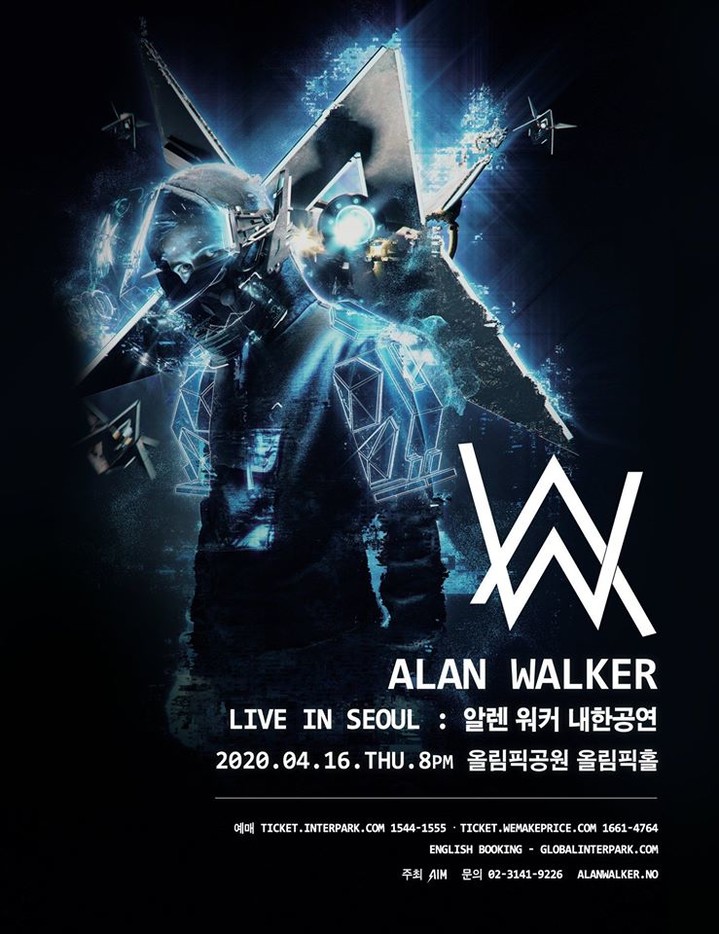 ALAN WALKER
LIVE IN SEOUL : 알렌 워커 내한공연
2020.04.16.THU.8PM 올림픽공원 올림픽홀
예매 TICKET.INTERPARK.COM 1544-1555 · TICKET.WEMAKEPRICE.COM 1661-4764
ENGLISH BOOKING - GLOBALINTERPARK.COM
주최 AIM 문의 02-3141-9226 ALANWALKER.NO